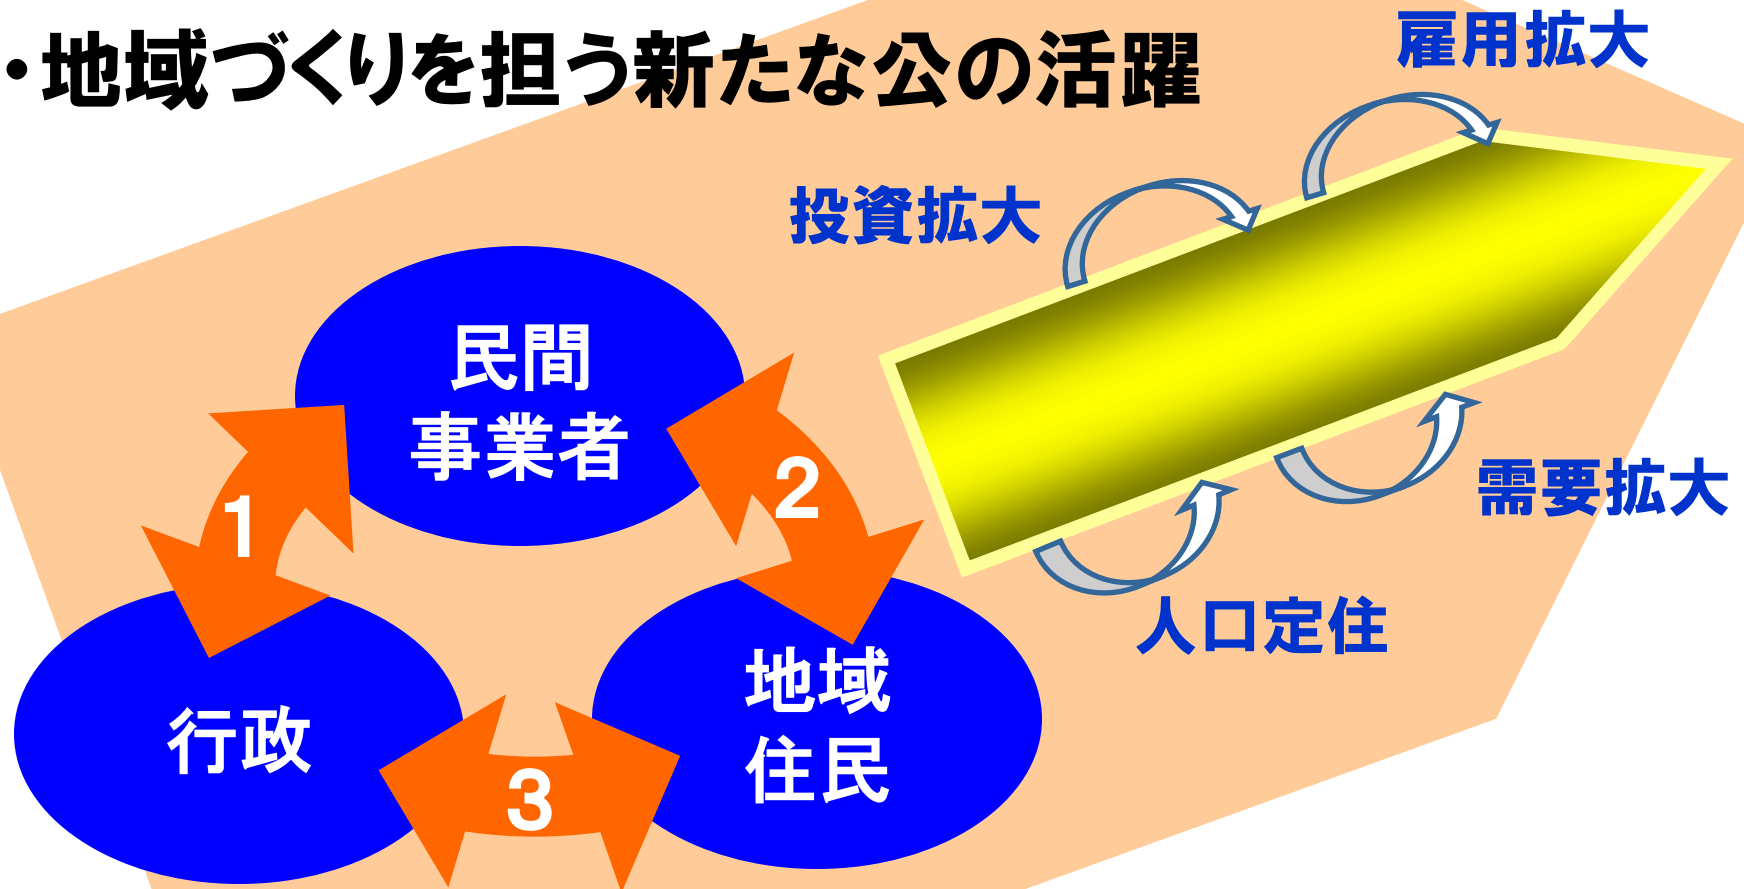 ・地域づくりを担う新たな公の活躍
雇用拡大
投資拡大
民間
事業者
1
2
需要拡大
人口定住
地域
住民
行政
3